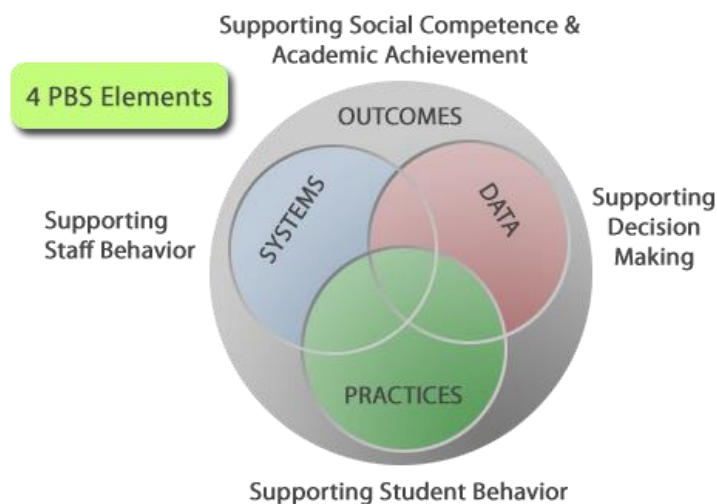 Supporting Social Competence &
Academic Achievement
4 PBS Elements
OUTCOMES
SYSTEMS
DATA
Supporting
Staff Behavior
Supporting
Decision
Making
PRACTICES
Supporting Student Behavior